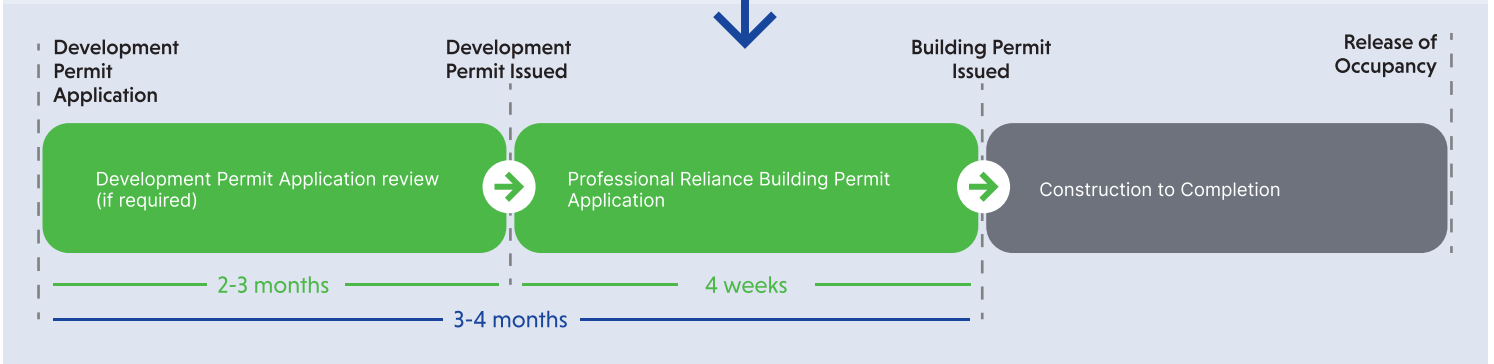 Development
Permit
Application
Development
Permit Issued
Building Permit
Issued
Release of
Occupancy
Development Permit Application review
(if required)
Professional Reliance Building Permit
Application
Construction to Completion
2-3 months
4 weeks
3-4 months